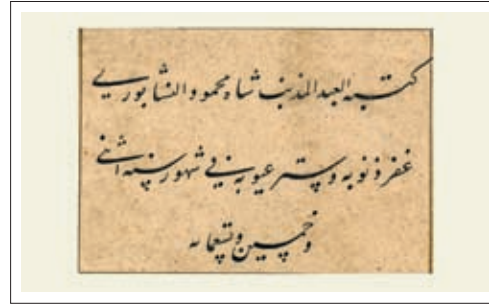 کتبه العبد المذنب شاه محمود النشابوری
غفر ذنوبه و ستر عیوبه فی شهور سنه اثنی
و خمسین و تسعمایه